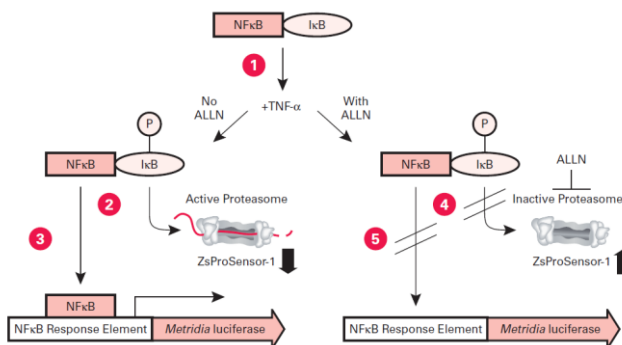 NFκB IκB
1
No ALLN
+TNF-α
With ALLN
P
NFκB IκB
2
Active Proteasome
ZsProSensor-1
3
NFκB
NFκB Response Element Metridia luciferase
P
NFκB IκB
ALLN
4
Inactive Proteasome
ZsProSensor-1
5
NFκB Response Element Metridia luciferase